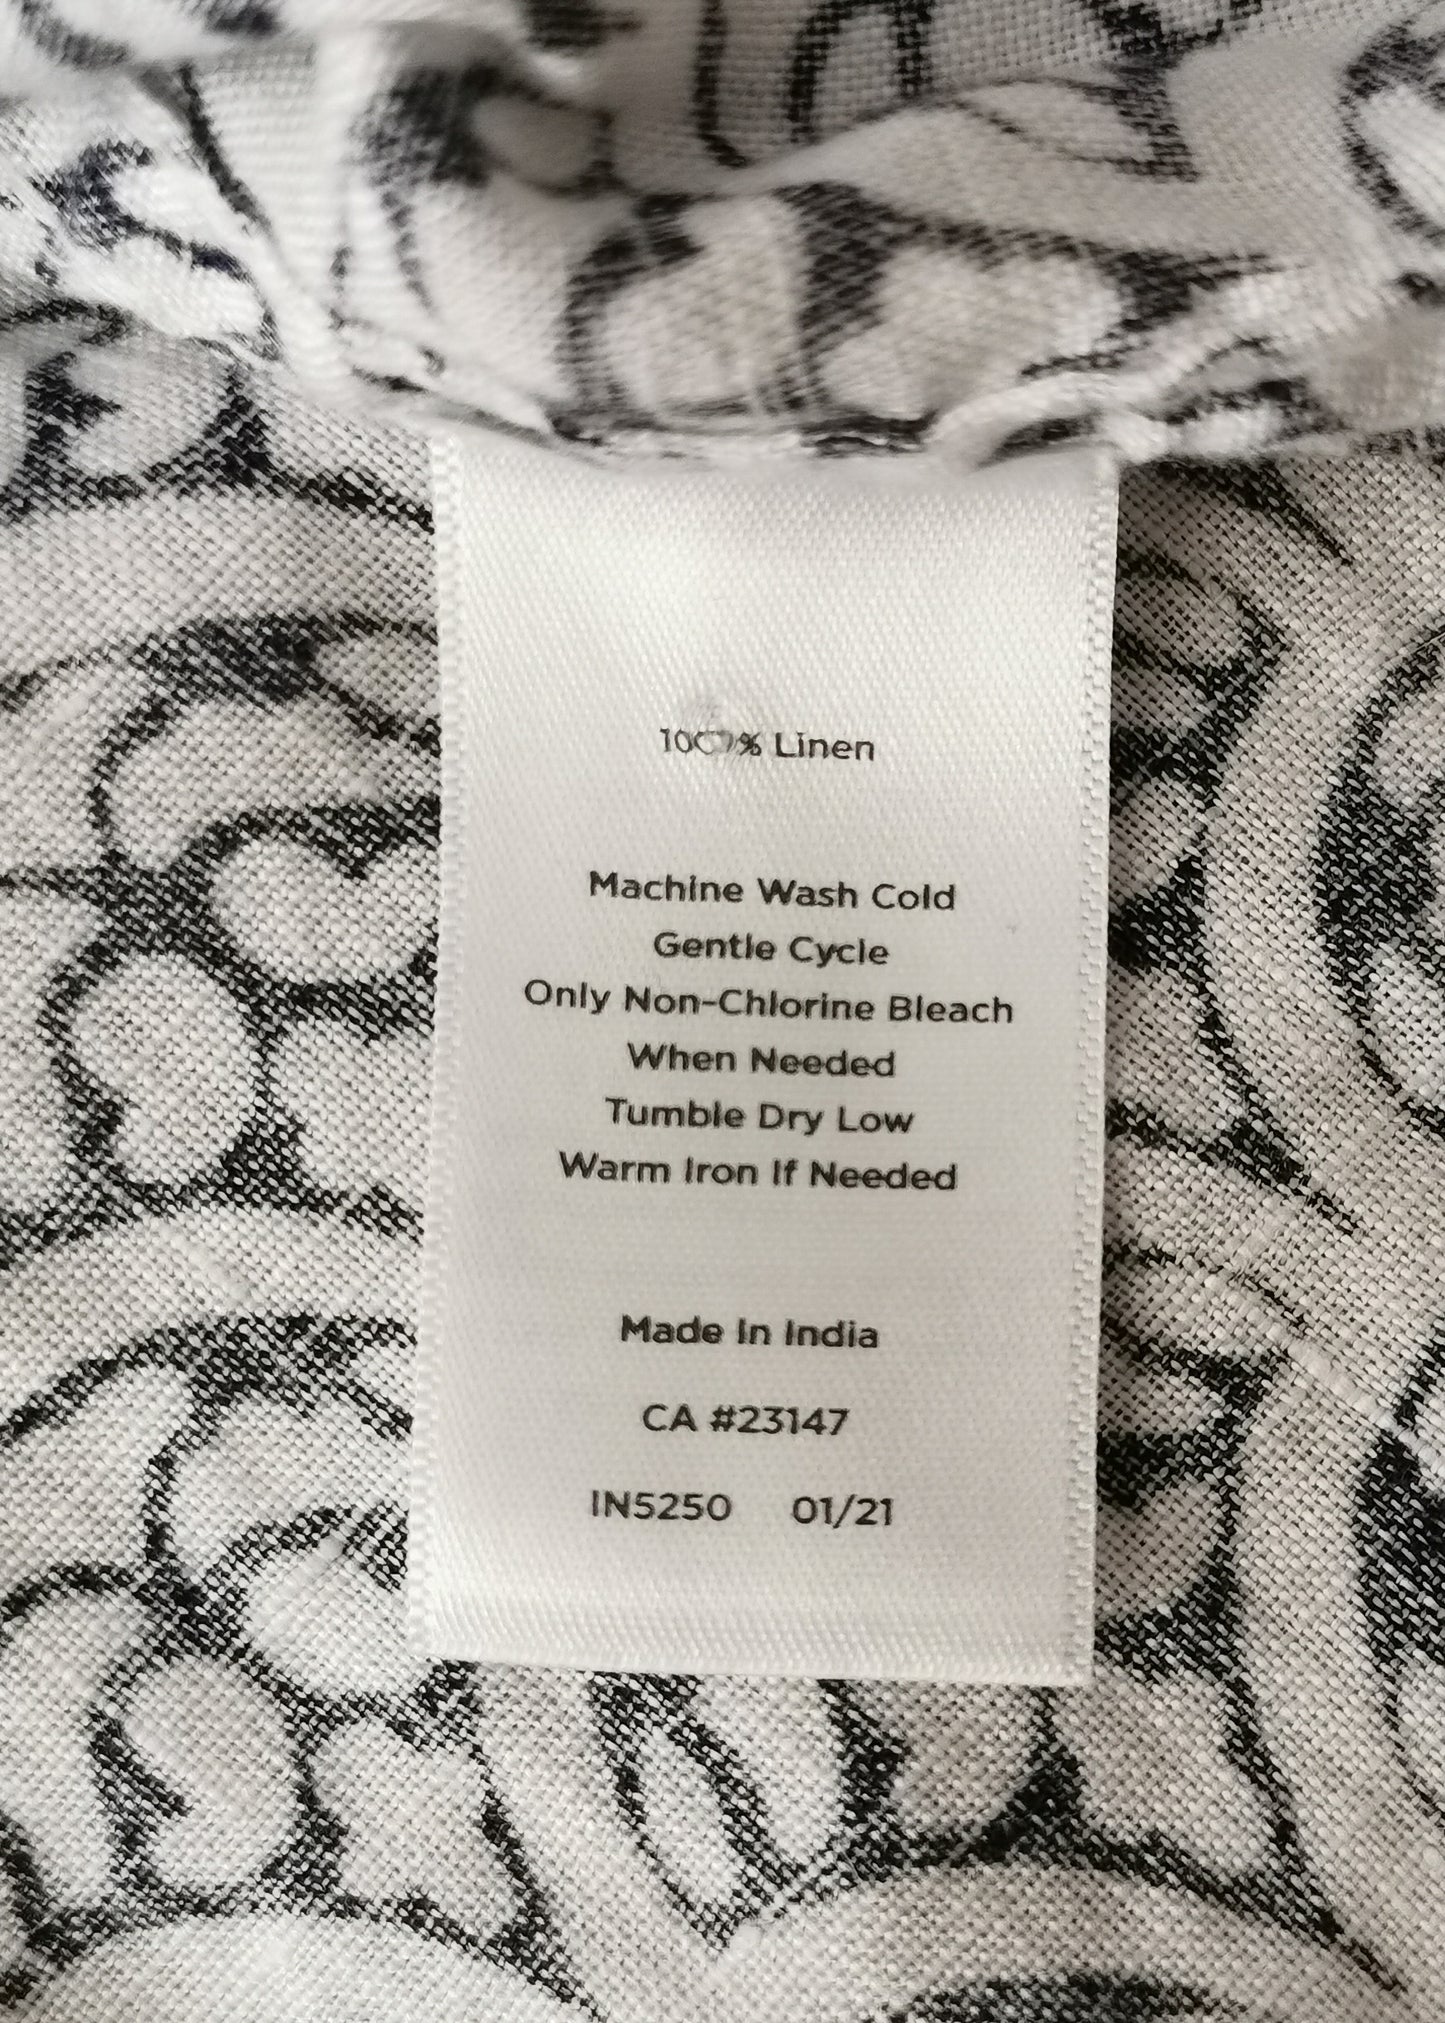 100% Linen
Machine Wash Cold
Gentle Cycle
Only Non-Chlorine Bleach
When Needed
Tumble Dry Low
Warm Iron If Needed
Made In India
CA #23147
IN5250 01/21